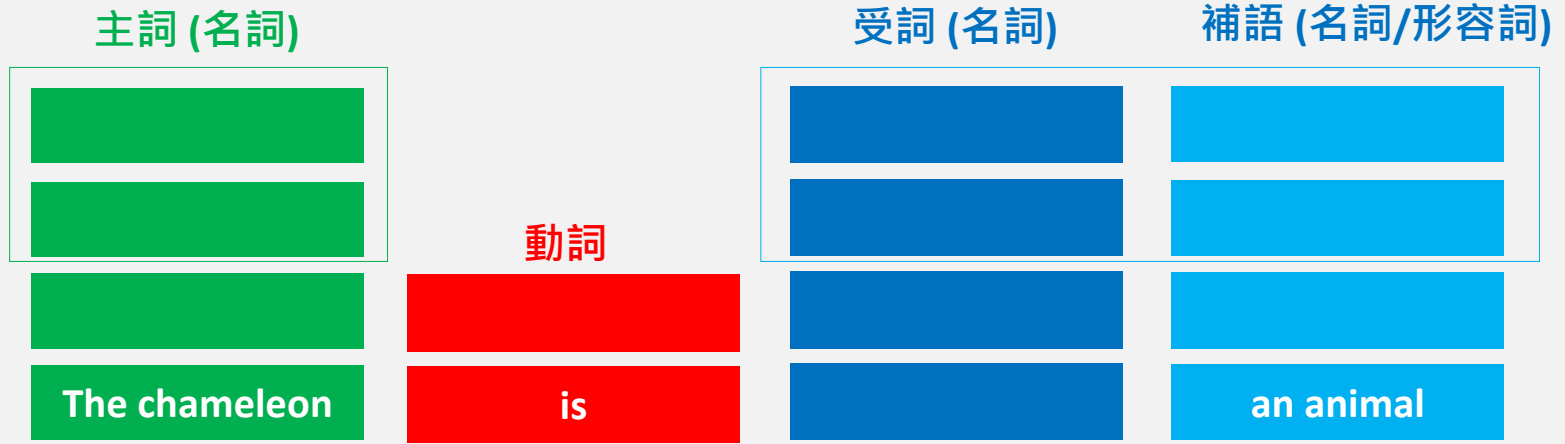 主詞 (名詞)
受詞 (名詞)
補語 (名詞/形容詞)
動詞
The chameleon
is
an animal